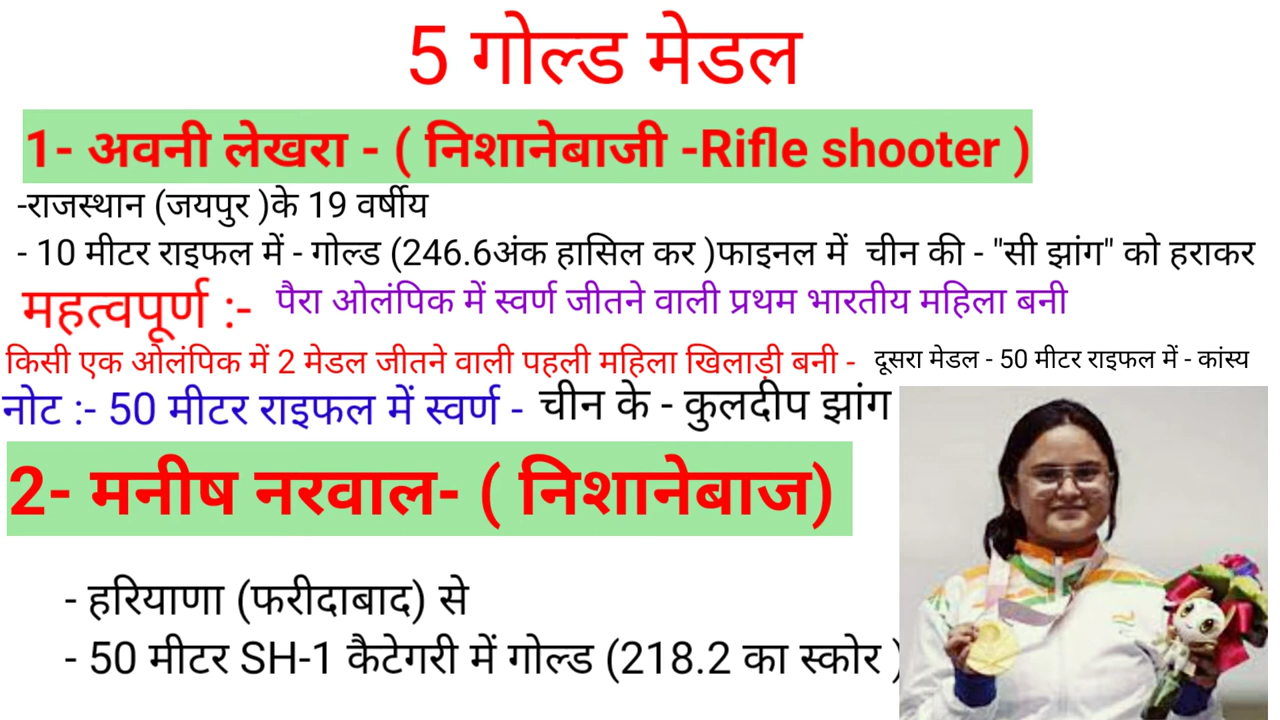 5 गोल्ड मेडल
1- अवनी लेखरा - ( निशानेबाजी -Rifle shooter )
-राजस्थान (जयपुर )के 19 वर्षीय
- 10 मीटर राइफल में - गोल्ड (246.6अंक हासिल कर )फाइनल में चीन की - "सी झांग" को हराकर
महत्वपूर्ण :- पैरा ओलंपिक में स्वर्ण जीतने वाली प्रथम भारतीय महिला बनी
किसी एक ओलंपिक में 2 मेडल जीतने वाली पहली महिला खिलाड़ी बनी - दूसरा मेडल - 50 मीटर राइफल में - कांस्य
नोट :- 50 मीटर राइफल में स्वर्ण - चीन के - कुलदीप झांग
2- मनीष नरवाल- ( निशानेबाज)
- हरियाणा (फरीदाबाद) से
- 50 मीटर SH-1 कैटेगरी में गोल्ड (218.2 का स्कोर )